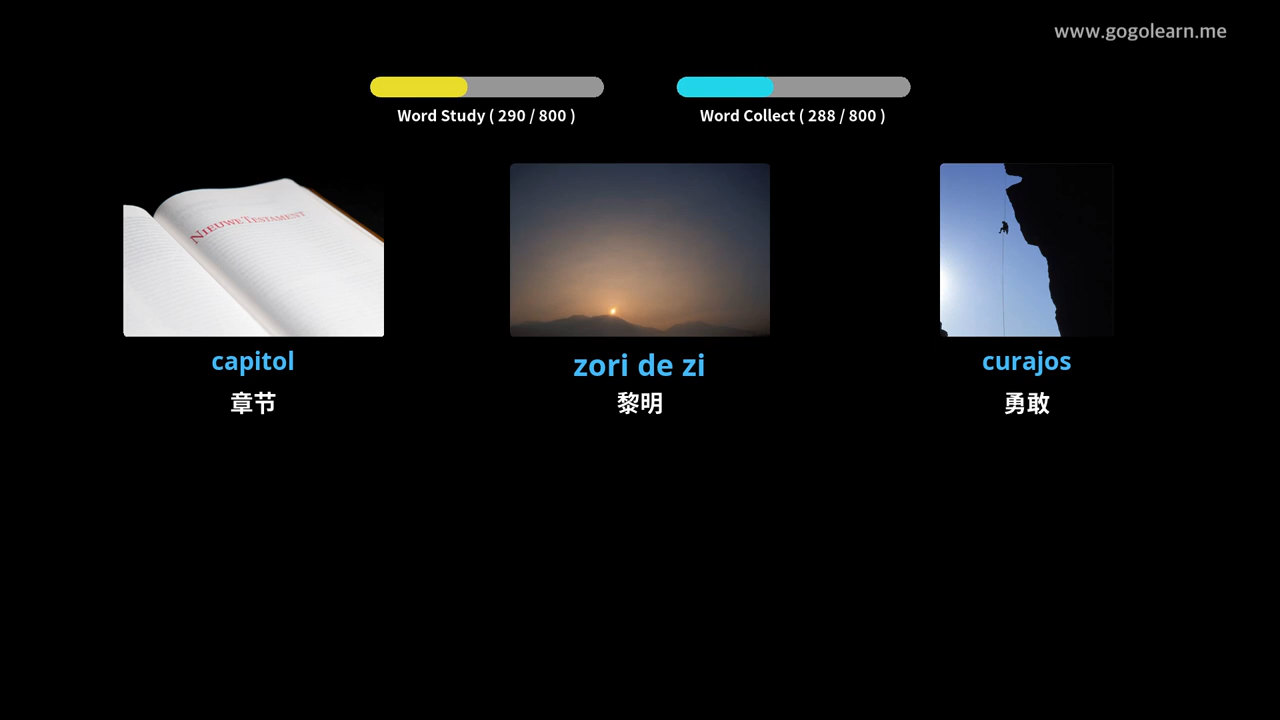 www.gogolearn.me
Word Study ( 290 / 800 )
Word Collect ( 288 / 800 )
NIEUWE TESTAMENT
capitol
zori de zi
curajos
章节
黎明
勇敢